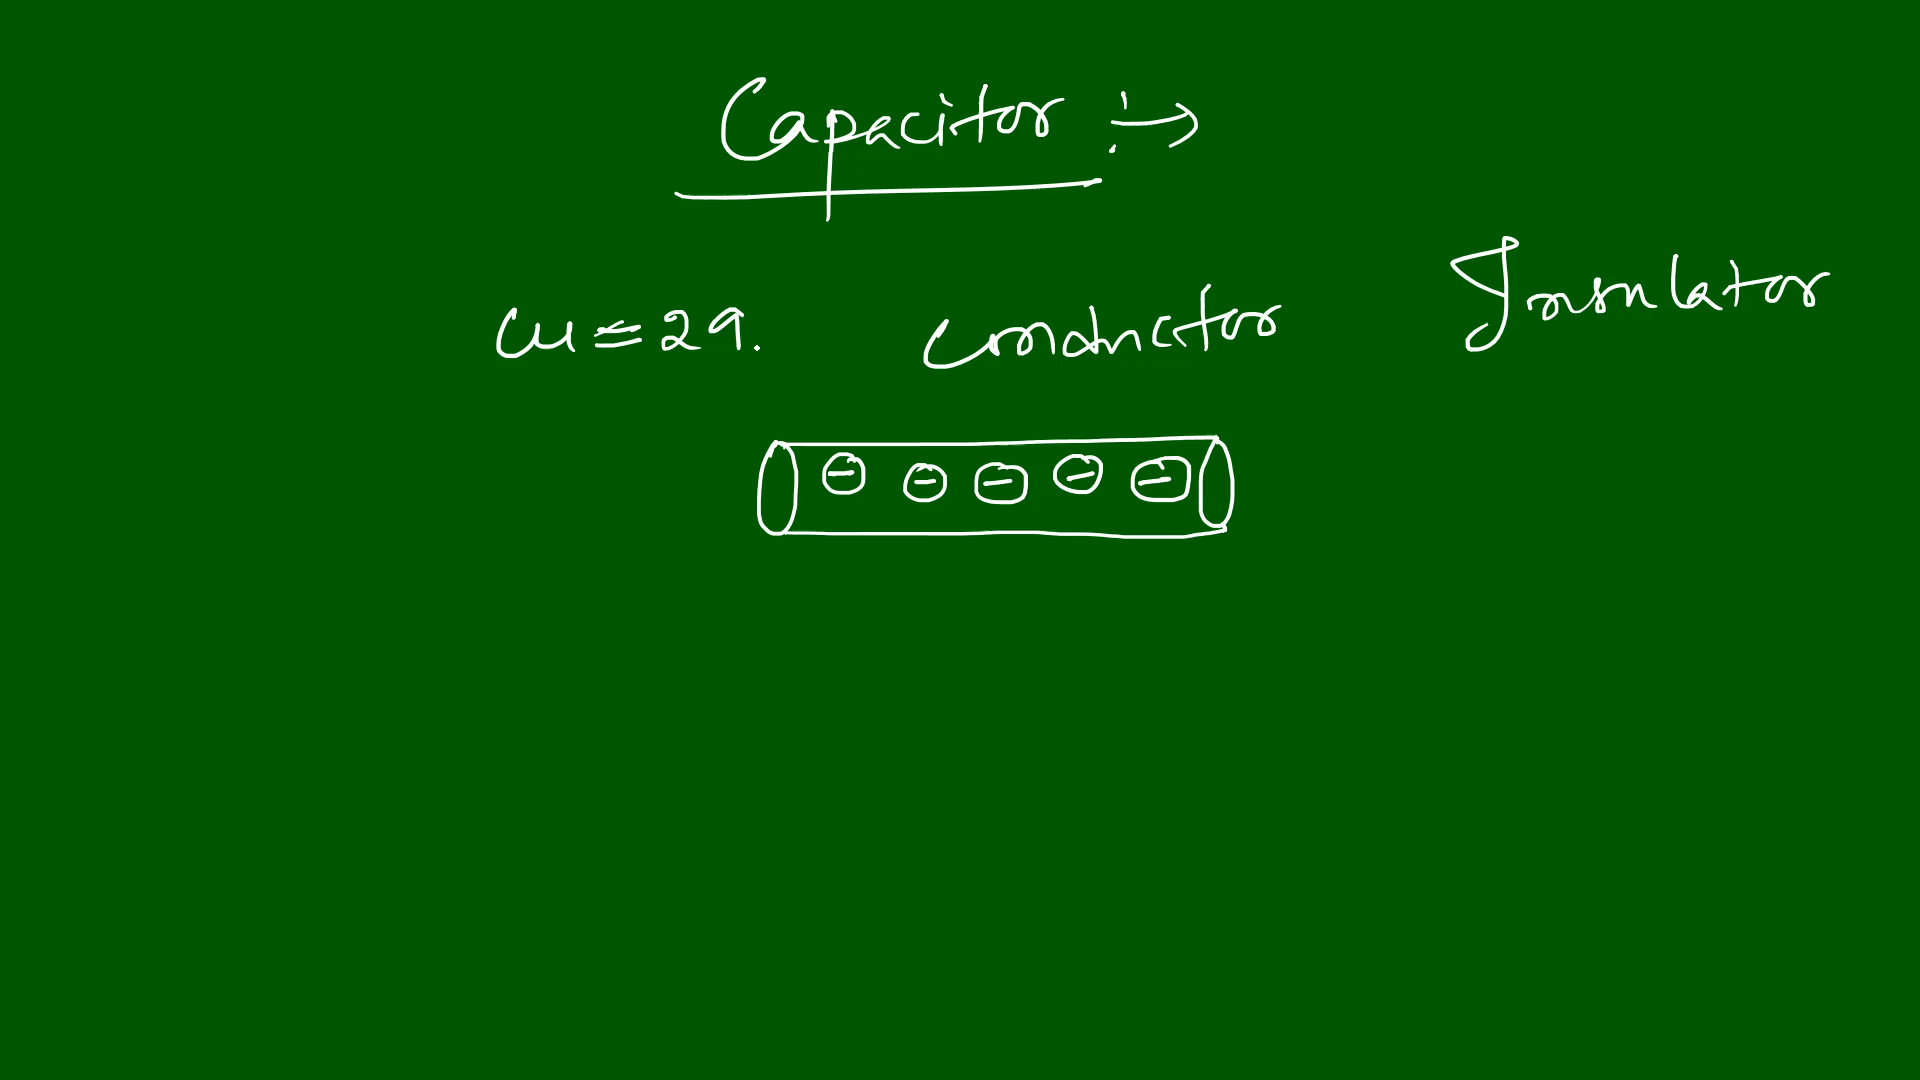 Capacitor :→
Cu = 29. Conductor Insulator
- - - - -